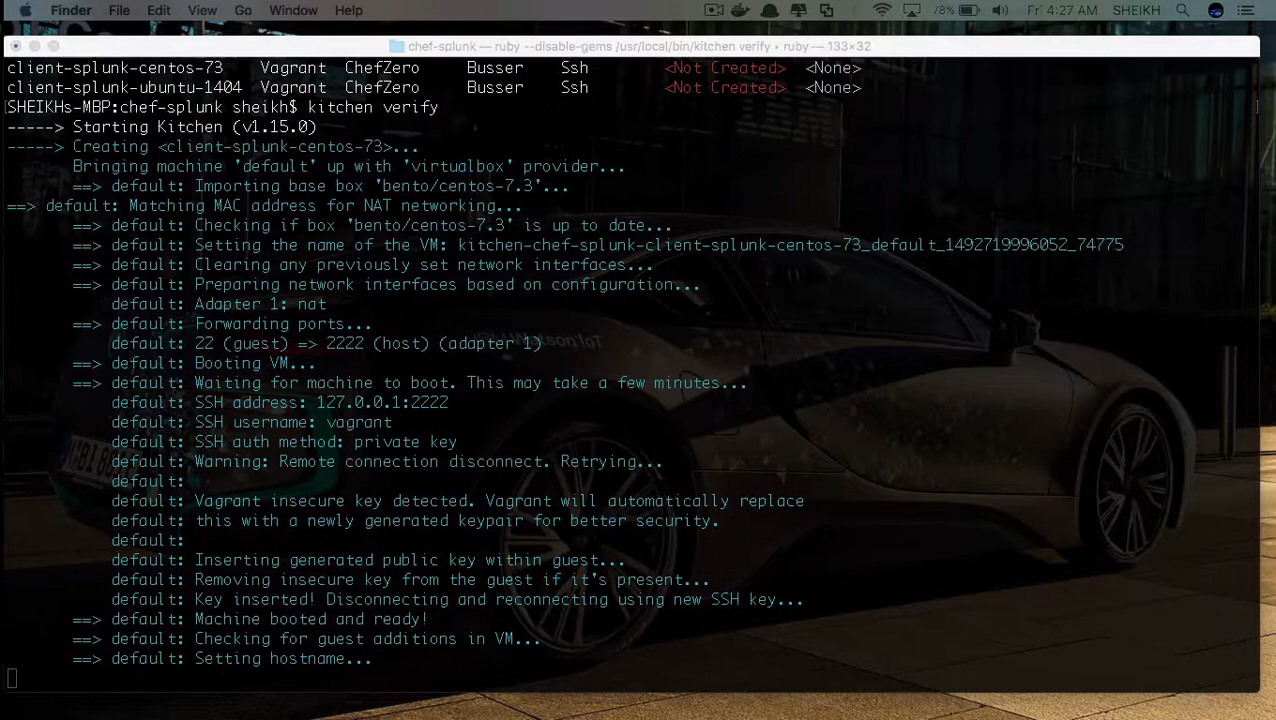 Finder File Edit View Go Window Help 78% Fri 4:27 AM SHEIKH
chef-splunk — ruby --disable-gems /usr/local/bin/kitchen verify ▸ ruby — 133×32
client-splunk-centos-73 Vagrant ChefZero Busser Ssh <Not Created> <None>
client-splunk-ubuntu-1404 Vagrant ChefZero Busser Ssh <Not Created> <None>
SHEIKHs-MBP:chef-splunk sheikh$ kitchen verify
-----> Starting Kitchen (v1.15.0)
-----> Creating <client-splunk-centos-73>...
Bringing machine 'default' up with 'virtualbox' provider...
==> default: Importing base box 'bento/centos-7.3'...
==> default: Matching MAC address for NAT networking...
==> default: Checking if box 'bento/centos-7.3' is up to date...
==> default: Setting the name of the VM: kitchen-chef-splunk-client-splunk-centos-73_default_1492719996052_74775
==> default: Clearing any previously set network interfaces...
==> default: Preparing network interfaces based on configuration...
default: Adapter 1: nat
==> default: Forwarding ports...
default: 22 (guest) => 2222 (host) (adapter 1)
==> default: Booting VM...
==> default: Waiting for machine to boot. This may take a few minutes...
default: SSH address: 127.0.0.1:2222
default: SSH username: vagrant
default: SSH auth method: private key
default: Warning: Remote connection disconnect. Retrying...
default:
default: Vagrant insecure key detected. Vagrant will automatically replace
default: this with a newly generated keypair for better security.
default:
default: Inserting generated public key within guest...
default: Removing insecure key from the guest if it's present...
default: Key inserted! Disconnecting and reconnecting using new SSH key...
==> default: Machine booted and ready!
==> default: Checking for guest additions in VM...
==> default: Setting hostname...